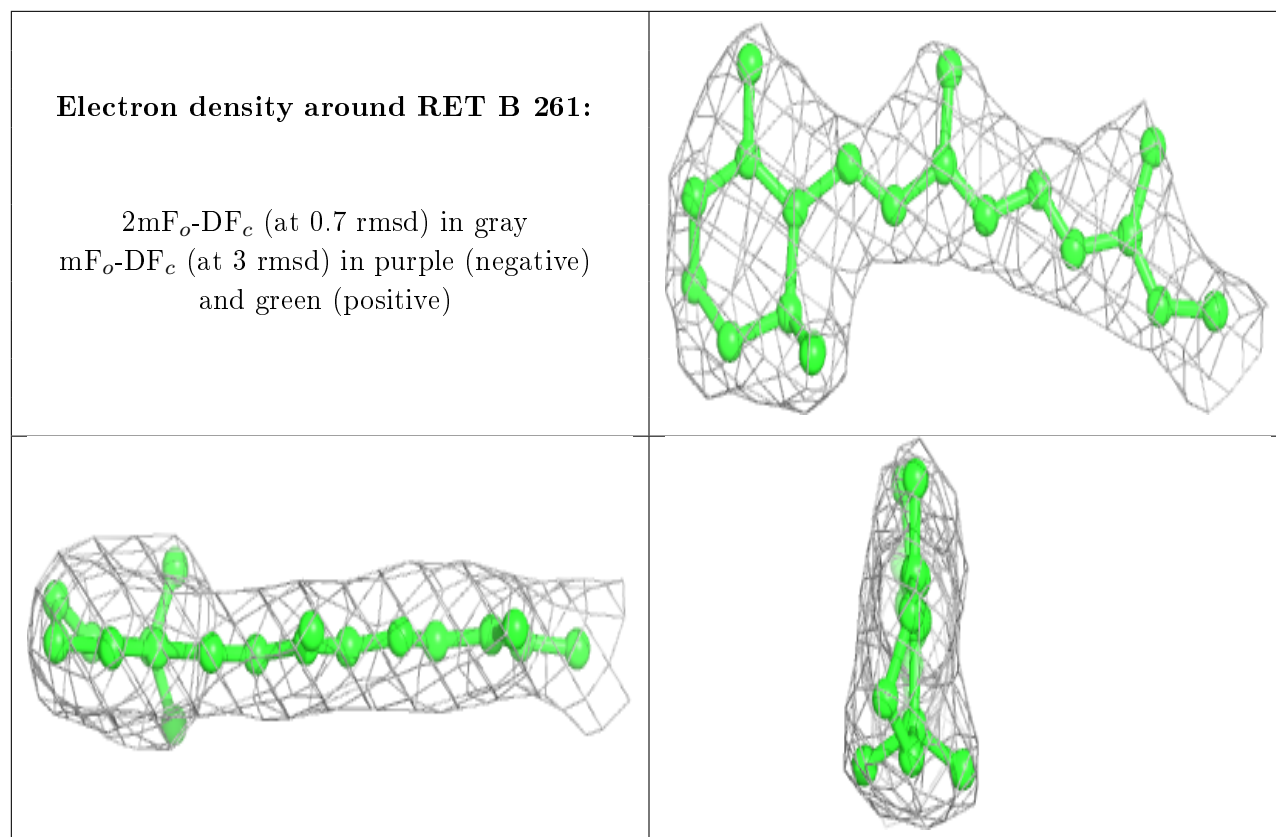 Electron density around RET B 261:
2mFₒ-DF𝒸 (at 0.7 rmsd) in gray
mFₒ-DF𝒸 (at 3 rmsd) in purple (negative)
and green (positive)